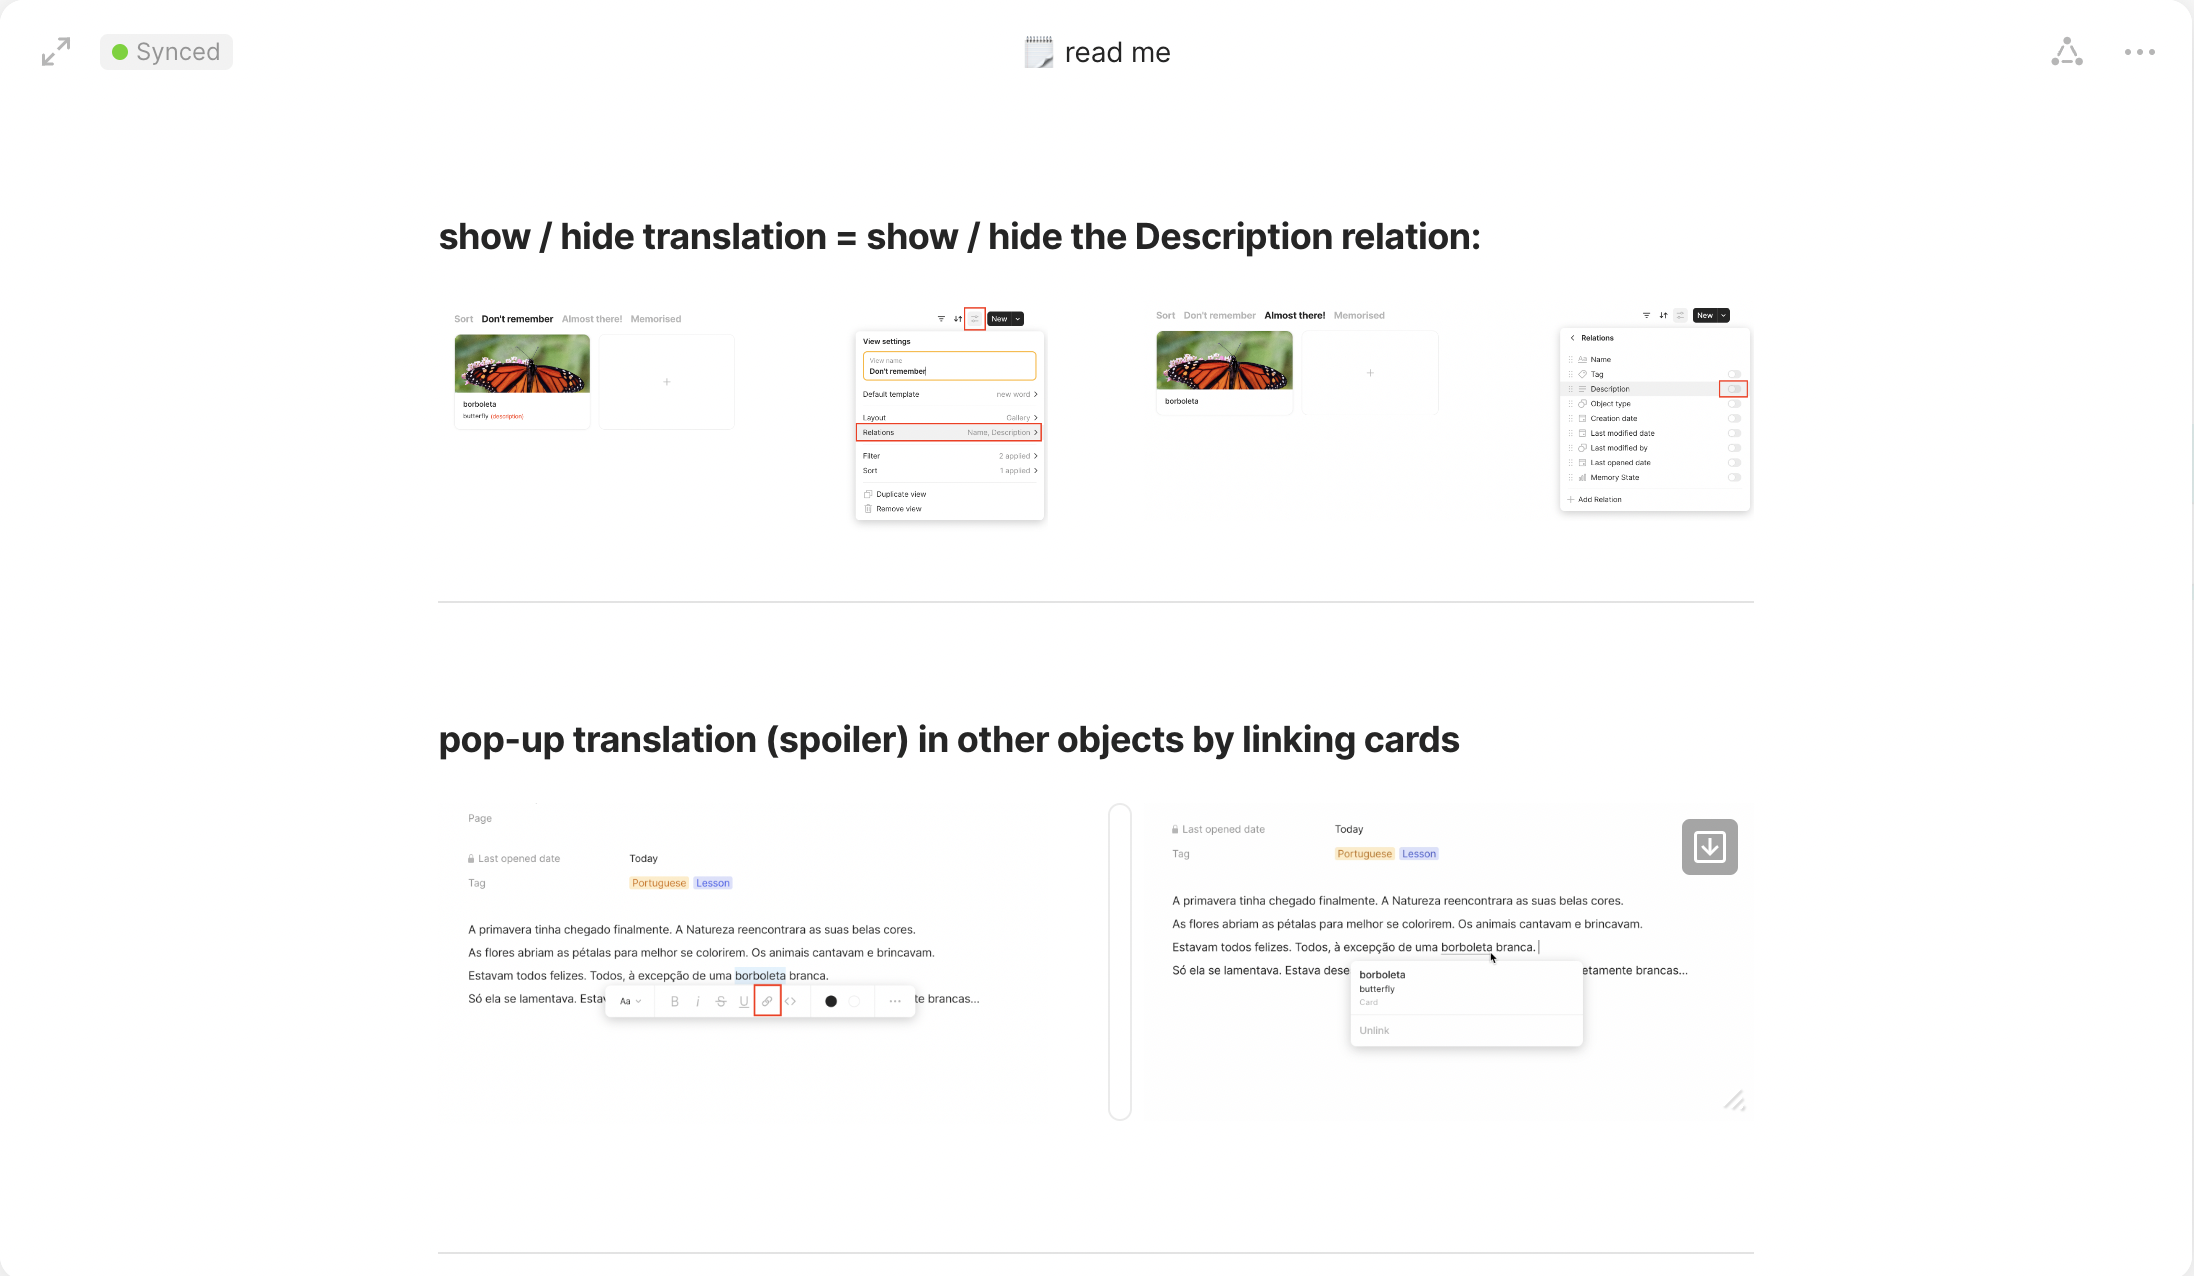 Synced
read me
show / hide translation = show / hide the Description relation:
Sort Don't remember Almost there! Memorised
New
borboleta
butterfly (description)
View settings
View name
Don't remember
Default template new word
Layout Gallery
Relations Name, Description
Filter 2 applied
Sort 1 applied
Duplicate view
Remove view
Sort Don't remember Almost there! Memorised
New
borboleta
Relations
Aa Name
Tag
Description
Object type
Creation date
Last modified date
Last modified by
Last opened date
Memory State
Add Relation
pop-up translation (spoiler) in other objects by linking cards
Page
Last opened date Today
Tag Portuguese Lesson
A primavera tinha chegado finalmente. A Natureza reencontrara as suas belas cores.
As flores abriam as pétalas para melhor se colorirem. Os animais cantavam e brincavam.
Estavam todos felizes. Todos, à excepção de uma borboleta branca.
Só ela se lamentava. Estav te brancas...
Aa B i S U <>
Last opened date Today
Tag Portuguese Lesson
A primavera tinha chegado finalmente. A Natureza reencontrara as suas belas cores.
As flores abriam as pétalas para melhor se colorirem. Os animais cantavam e brincavam.
Estavam todos felizes. Todos, à excepção de uma borboleta branca.
Só ela se lamentava. Estava dese etamente brancas...
borboleta
butterfly
Card
Unlink